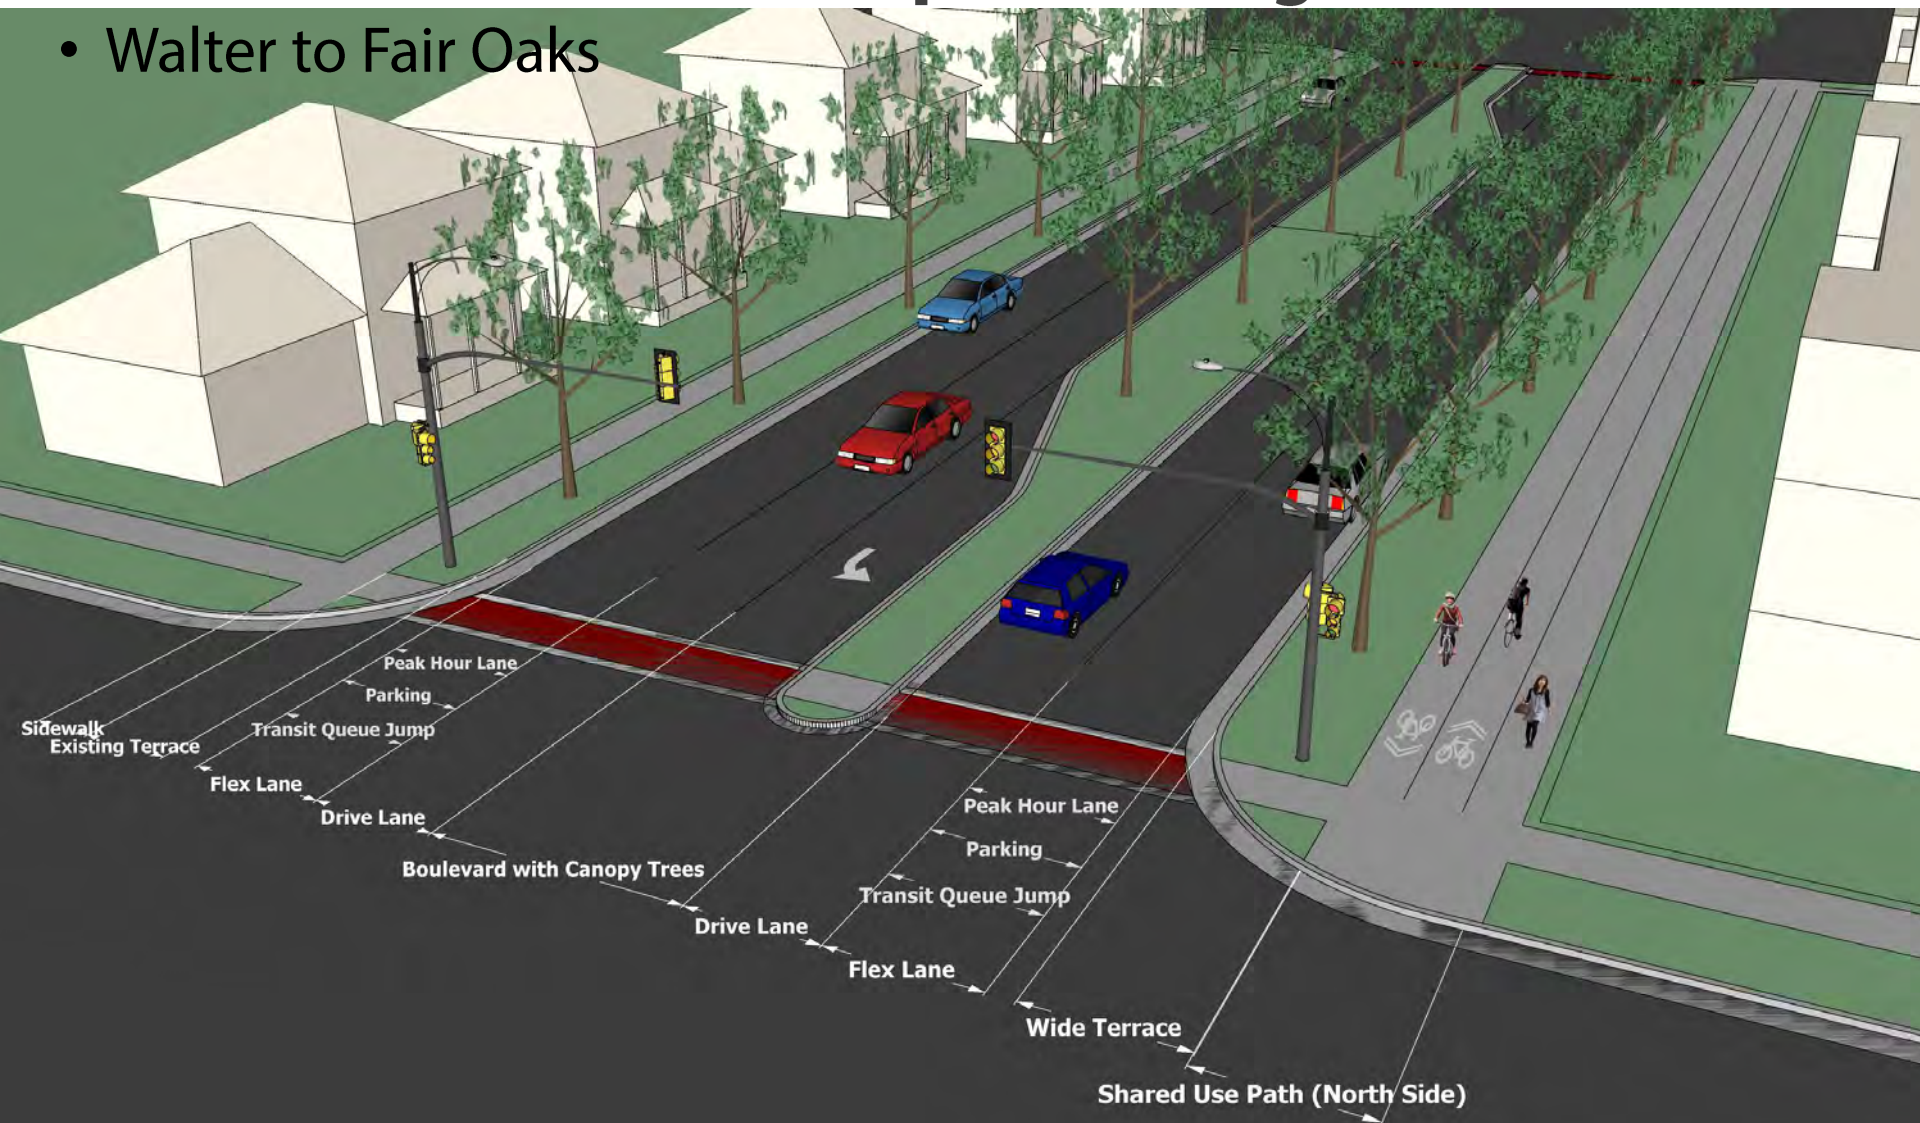 • Walter to Fair Oaks
Peak Hour Lane
Parking
Transit Queue Jump
Sidewalk
Existing Terrace
Flex Lane
Drive Lane
Boulevard with Canopy Trees
Peak Hour Lane
Parking
Transit Queue Jump
Drive Lane
Flex Lane
Wide Terrace
Shared Use Path (North Side)